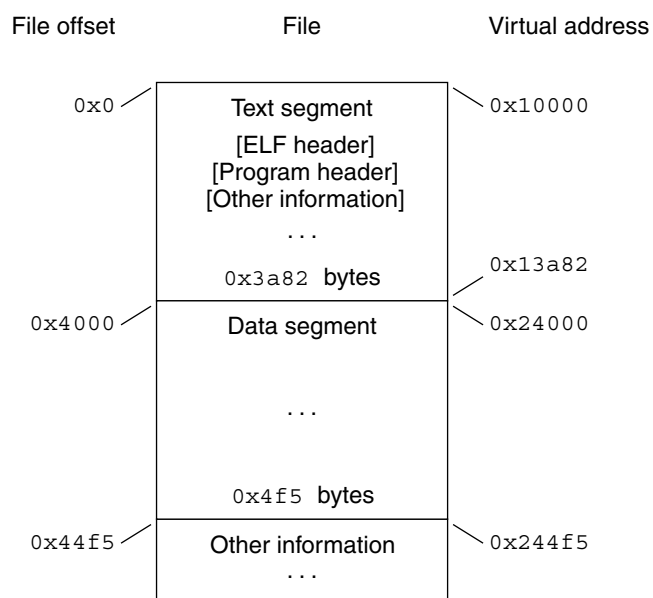 File offset File Virtual address
0x0 Text segment 0x10000
[ELF header]
[Program header]
[Other information]
. . .
0x13a82
0x3a82 bytes
0x4000 Data segment 0x24000
. . .
0x4f5 bytes
0x44f5 Other information 0x244f5
. . .